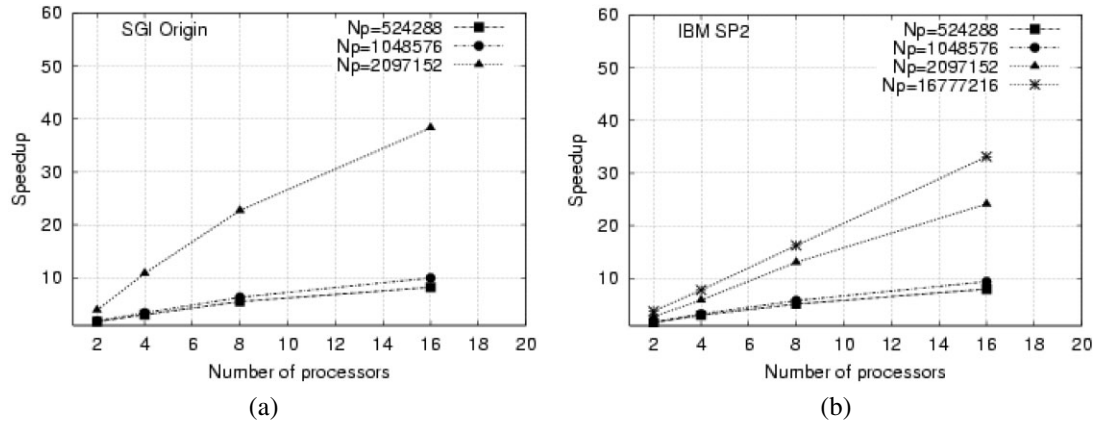 60
50
40
30
20
10
Speedup
SGI Origin
Np=524288
Np=1048576
Np=2097152
2 4 6 8 10 12 14 16 18 20
Number of processors
(a)
60
50
40
30
20
10
Speedup
IBM SP2
Np=524288
Np=1048576
Np=2097152
Np=16777216
2 4 6 8 10 12 14 16 18 20
Number of processors
(b)